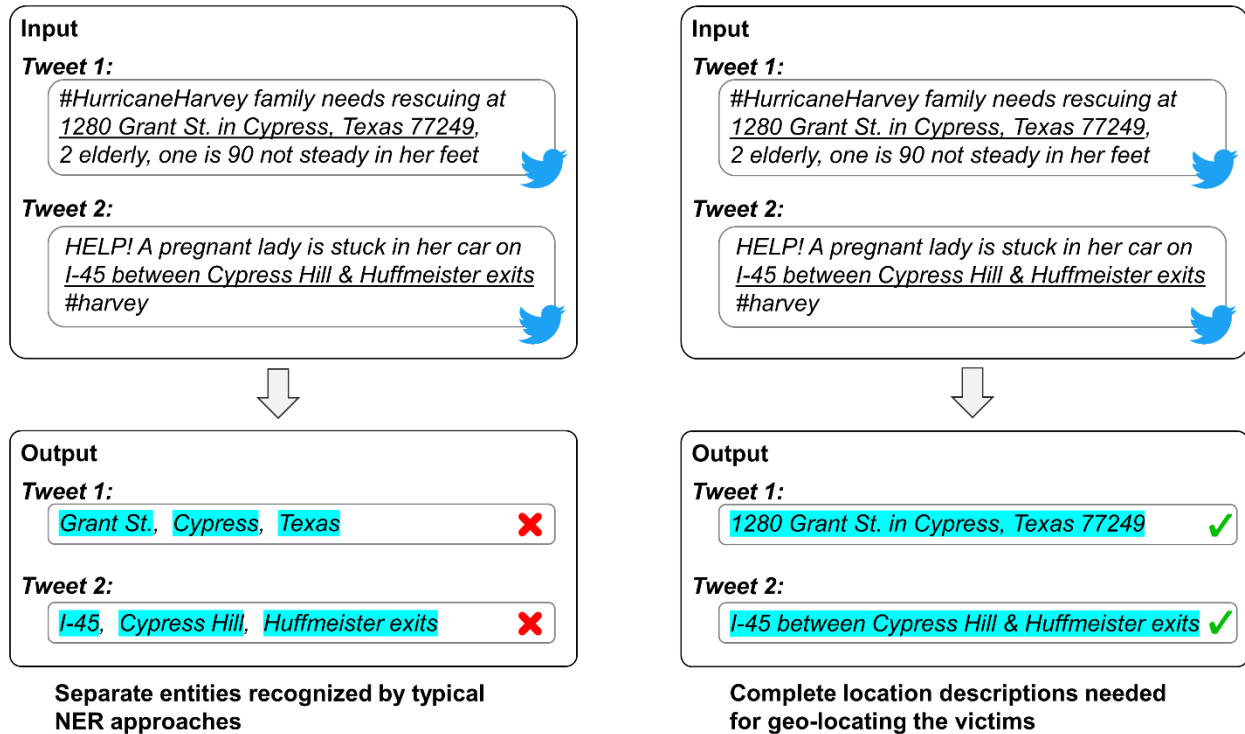 Input
Tweet 1:
#HurricaneHarvey family needs rescuing at
1280 Grant St. in Cypress, Texas 77249,
2 elderly, one is 90 not steady in her feet
Tweet 2:
HELP! A pregnant lady is stuck in her car on
I-45 between Cypress Hill & Huffmeister exits
#harvey
Output
Tweet 1:
Grant St., Cypress, Texas
Tweet 2:
I-45, Cypress Hill, Huffmeister exits
Separate entities recognized by typical
NER approaches
Input
Tweet 1:
#HurricaneHarvey family needs rescuing at
1280 Grant St. in Cypress, Texas 77249,
2 elderly, one is 90 not steady in her feet
Tweet 2:
HELP! A pregnant lady is stuck in her car on
I-45 between Cypress Hill & Huffmeister exits
#harvey
Output
Tweet 1:
1280 Grant St. in Cypress, Texas 77249
Tweet 2:
I-45 between Cypress Hill & Huffmeister exits
Complete location descriptions needed
for geo-locating the victims